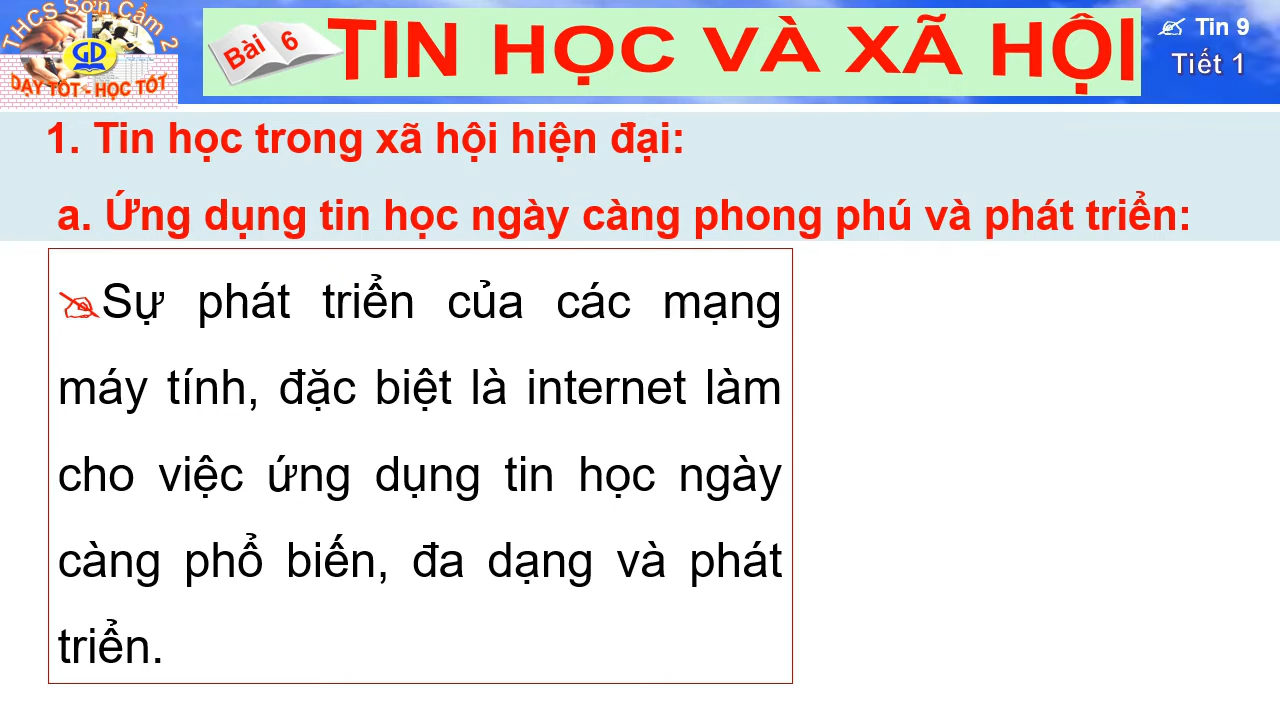 THCS Sơn Cẩm 2
GD
DẠY TỐT - HỌC TỐT
Bài 6
TIN HỌC VÀ XÃ HỘI
Tin 9
Tiết 1
1. Tin học trong xã hội hiện đại:
a. Ứng dụng tin học ngày càng phong phú và phát triển:
Sự phát triển của các mạng
máy tính, đặc biệt là internet làm
cho việc ứng dụng tin học ngày
càng phổ biến, đa dạng và phát
triển.